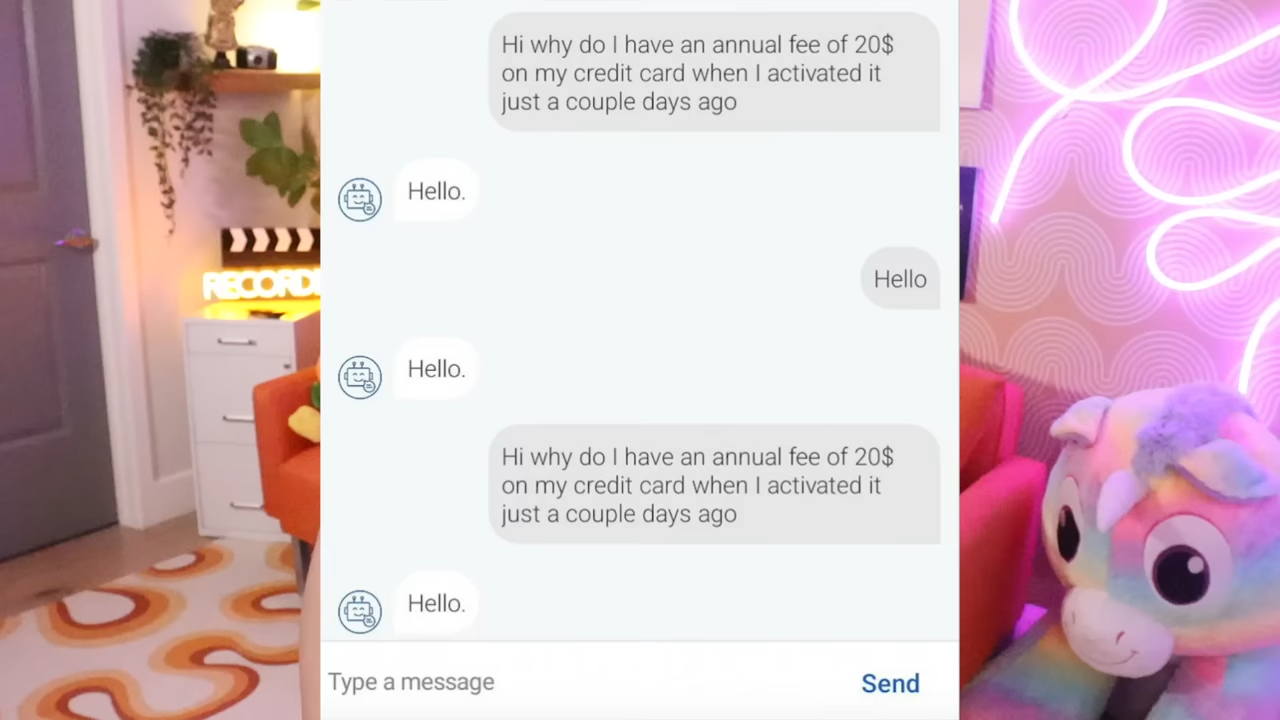 Hi why do I have an annual fee of 20$
on my credit card when I activated it
just a couple days ago
Hello.
Hello
Hello.
Hi why do I have an annual fee of 20$
on my credit card when I activated it
just a couple days ago
Hello.
Type a message
Send